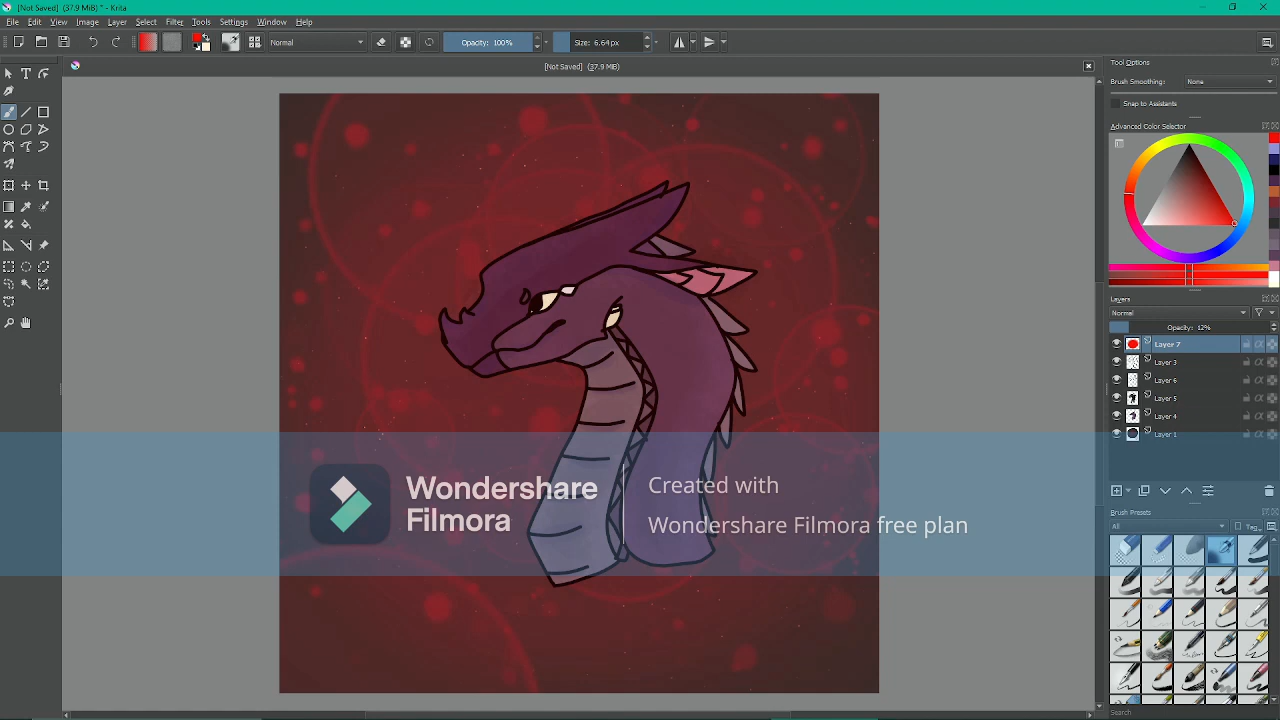 [Not Saved] (37.9 MiB) * - Krita
File Edit View Image Layer Select Filter Tools Settings Window Help
Normal
Opacity: 100%
Size: 6.64 px
[Not Saved] (37.9 MiB)
Tool Options
Brush Smoothing: None
Snap to Assistants
Advanced Color Selector
Layers
Normal
Opacity: 12%
Layer 7
Layer 3
Layer 6
Layer 5
Layer 4
Layer 1
Wondershare
Filmora
Created with
Wondershare Filmora free plan
Brush Presets
All
Tag
Search